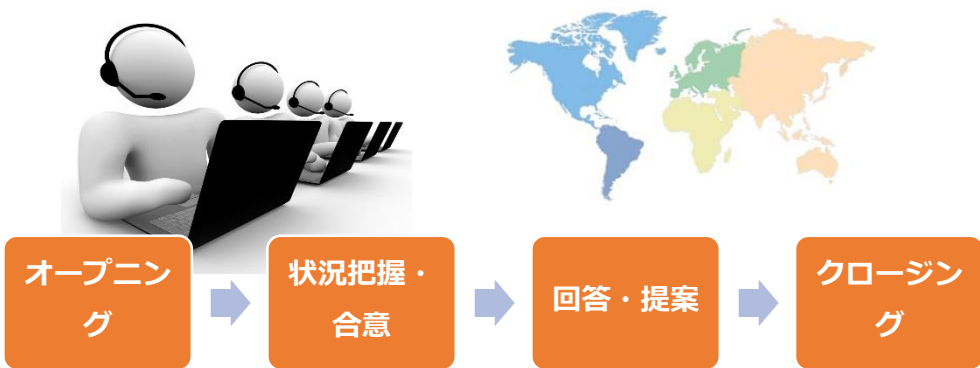 オープニン
グ
状況把握・
合意
回答・提案
クロージン
グ